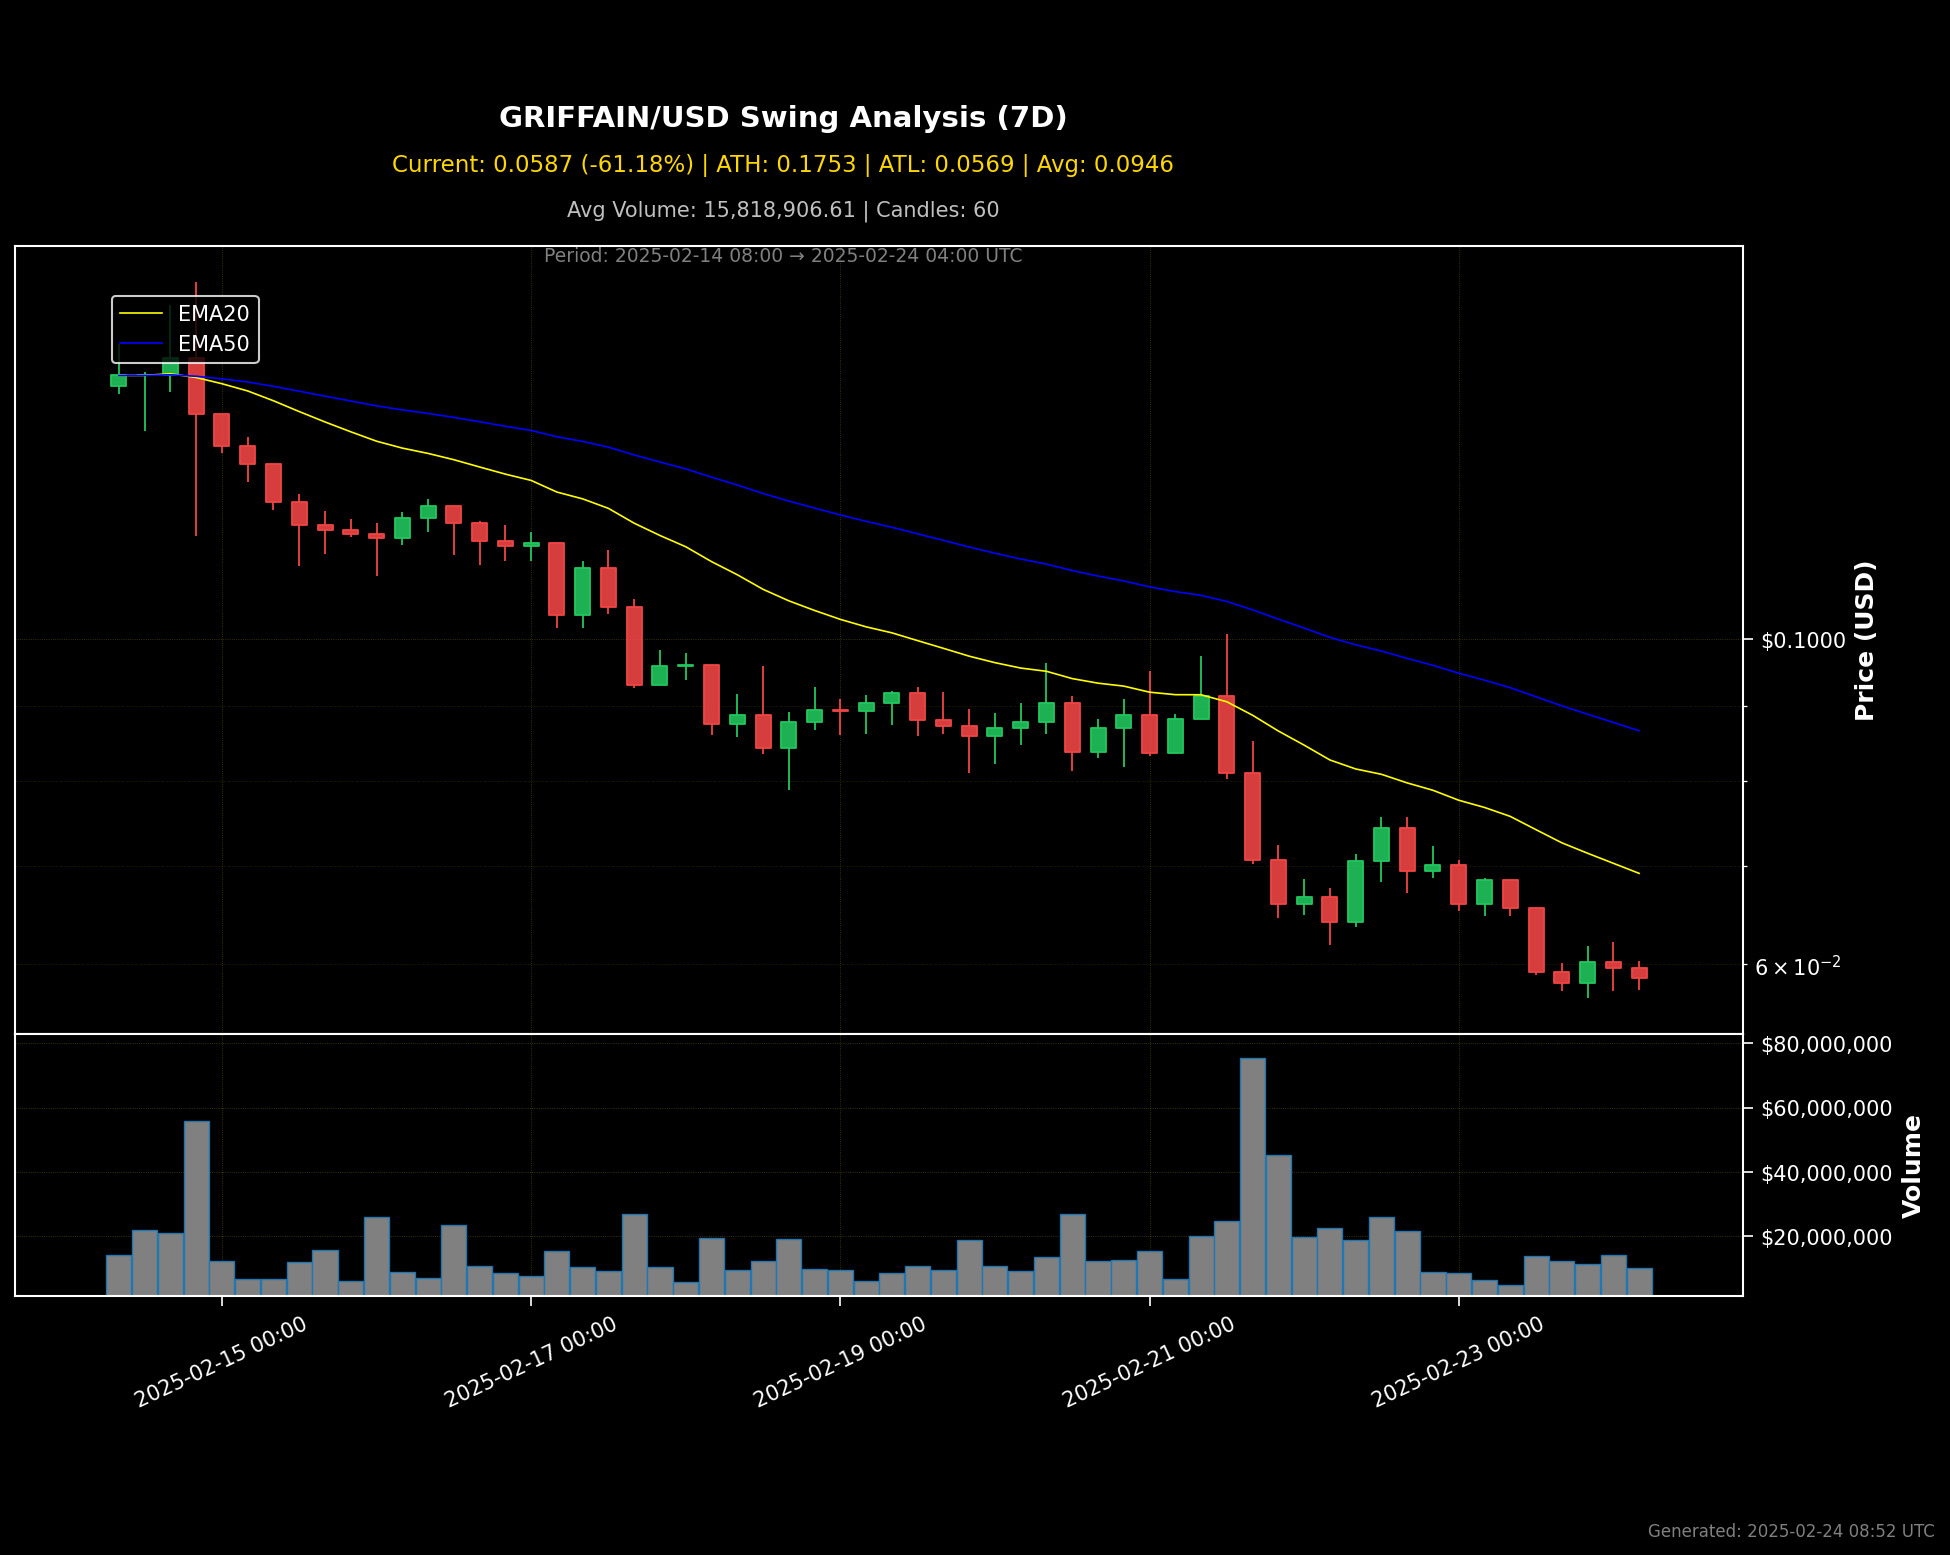 GRIFFAIN/USD Swing Analysis (7D)
Current: 0.0587 (-61.18%) | ATH: 0.1753 | ATL: 0.0569 | Avg: 0.0946
Avg Volume: 15,818,906.61 | Candles: 60
Period: 2025-02-14 08:00 → 2025-02-24 04:00 UTC
EMA20
EMA50
$0.1000
6 × 10⁻²
Price (USD)
$80,000,000
$60,000,000
$40,000,000
$20,000,000
Volume
2025-02-15 00:00
2025-02-17 00:00
2025-02-19 00:00
2025-02-21 00:00
2025-02-23 00:00
Generated: 2025-02-24 08:52 UTC